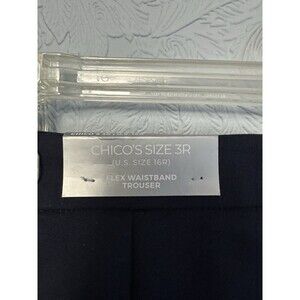 CHICO'S SIZE 3R
(U.S. SIZE 16R)
FLEX WAISTBAND
TROUSER